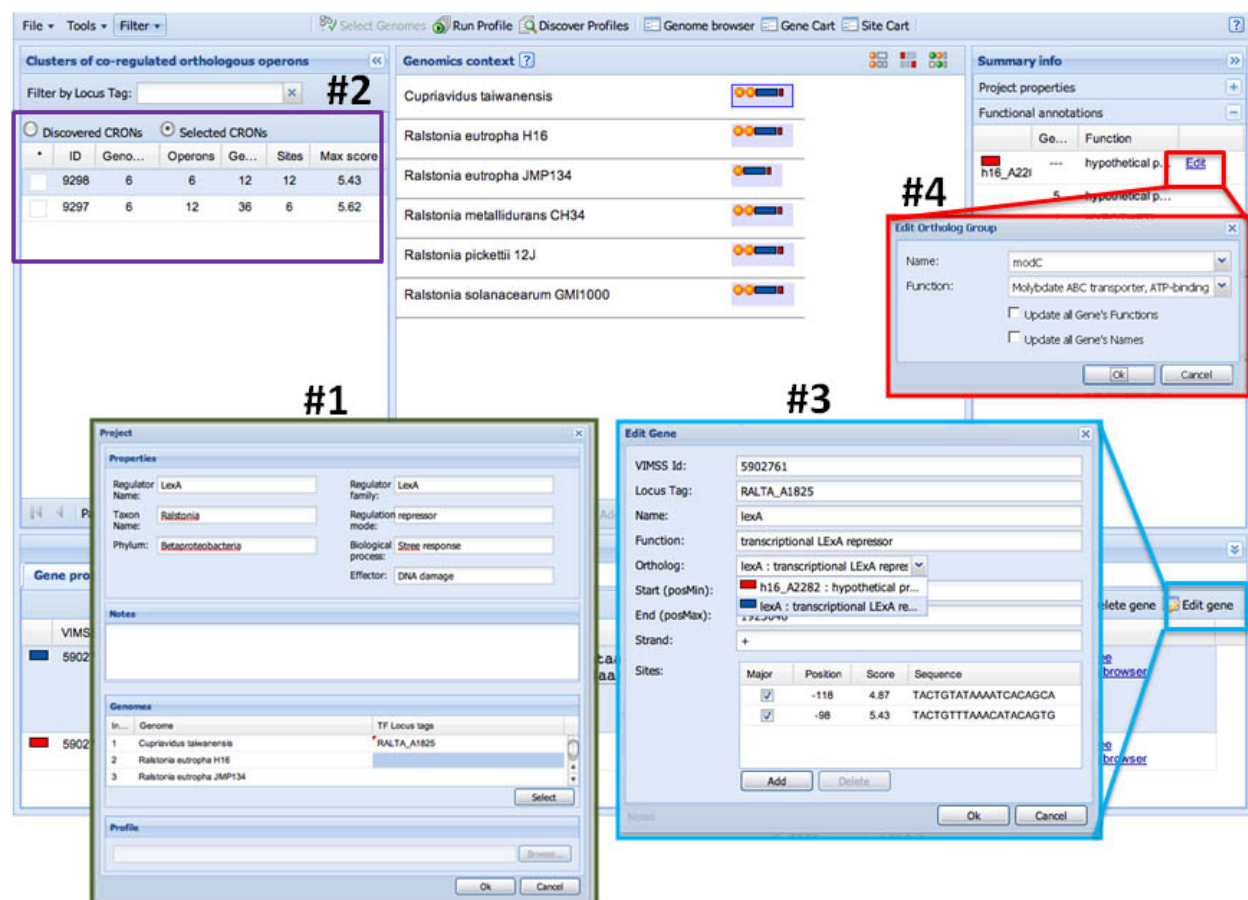 File Tools Filter Select Genomes Run Profile Discover Profiles Genome browser Gene Cart Site Cart ?
Clusters of co-regulated orthologous operons
Filter by Locus Tag:
#2
Discovered CRONs Selected CRONs
* ID Geno... Operons Ge... Sites Max score
9298 6 6 12 12 5.43
9297 6 12 36 6 5.62
Genomics context ?
Cupriavidus taiwanensis
Ralstonia eutropha H16
Ralstonia eutropha JMP134
Ralstonia metallidurans CH34
Ralstonia pickettii 12J
Ralstonia solanacearum GMI1000
Summary info
Project properties
Functional annotations
Ge... Function
h16_A228 --- hypothetical p... Edit
5 hypothetical p...
#4
Edit Ortholog Group
Name: modC
Function: Molybdate ABC transporter, ATP-binding
Update all Gene's Functions
Update all Gene's Names
Ok Cancel
#1
Project
Properties
Regulator Name: LexA
Regulator family: LexA
Taxon Name: Ralstonia
Regulation mode: repressor
Phylum: Betaproteobacteria
Biological process: Stree response
Effector: DNA damage
Notes
Genomes
In... Genome TF Locus tags
1 Cupriavidus taiwanensis RALTA_A1825
2 Ralstonia eutropha H16
3 Ralstonia eutropha JMP134
Select
Profile
Browse...
Ok Cancel
#3
Edit Gene
VIMSS Id: 5902761
Locus Tag: RALTA_A1825
Name: lexA
Function: transcriptional LExA repressor
Ortholog: lexA : transcriptional LExA repres
h16_A2282 : hypothetical pr...
lexA : transcriptional LExA re...
Start (posMin):
End (posMax):
Strand: +
Sites:
Major Position Score Sequence
-118 4.87 TACTGTATAAAATCACAGCA
-98 5.43 TACTGTTTAAACATACAGTG
Add Delete
Notes
Ok Cancel
Gene pro
VIMS
5902
5902
elete gene Edit gene
browser
browser